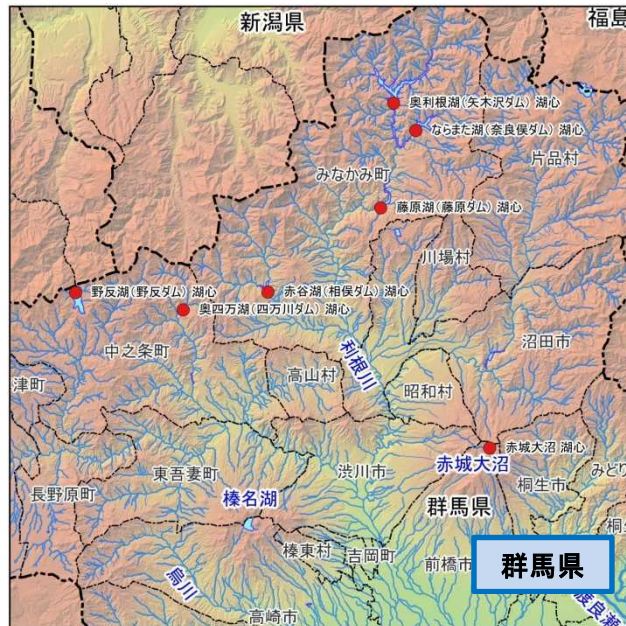 新潟県
福島
奥利根湖(矢木沢ダム) 湖心
ならまた湖(奈良俣ダム) 湖心
片品村
みなかみ町
藤原湖(藤原ダム) 湖心
川場村
野反湖(野反ダム) 湖心
赤谷湖(相俣ダム) 湖心
奥四万湖(四万川ダム) 湖心
沼田市
中之条町
利根川
高山村
昭和村
津町
赤城大沼 湖心
赤城大沼
東吾妻町
渋川市
みどり
桐生市
長野原町
榛名湖
群馬県
桐生
榛東村
吉岡町
前橋市
群馬県
烏川
渡良瀬
高崎市